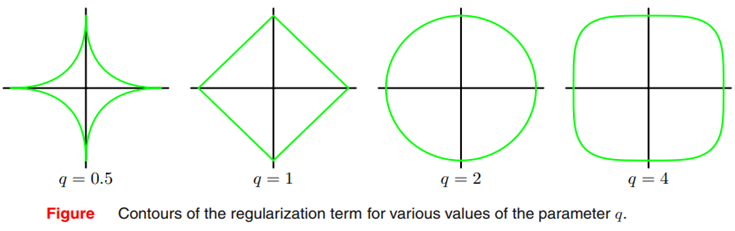 q = 0.5 q = 1 q = 2 q = 4
Figure Contours of the regularization term for various values of the parameter q.